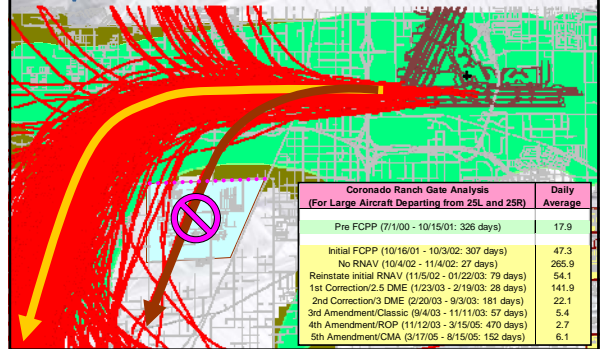 Coronado Ranch Gate Analysis
(For Large Aircraft Departing from 25L and 25R)
Daily
Average
Pre FCPP (7/1/00 - 10/15/01: 326 days) 17.9
Initial FCPP (10/16/01 - 10/3/02: 307 days) 47.3
No RNAV (10/4/02 - 11/4/02: 27 days) 265.9
Reinstate initial RNAV (11/5/02 - 01/22/03: 79 days) 54.1
1st Correction/2.5 DME (1/23/03 - 2/19/03: 28 days) 141.9
2nd Correction/3 DME (2/20/03 - 9/3/03: 181 days) 22.1
3rd Amendment/Classic (9/4/03 - 11/11/03: 57 days) 5.4
4th Amendment/ROP (11/12/03 - 3/15/05: 470 days) 2.7
5th Amendment/CMA (3/17/05 - 8/15/05: 152 days) 6.1